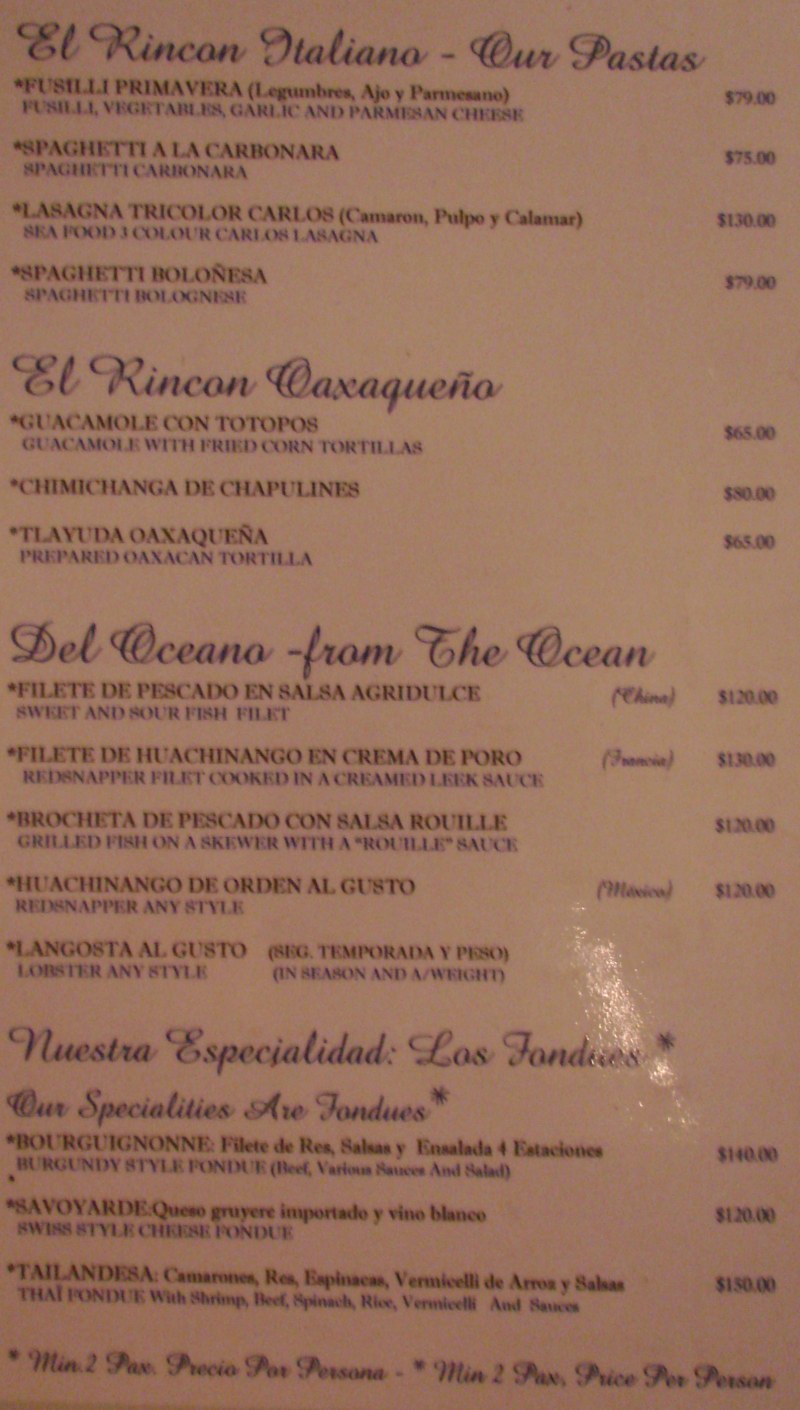 El Rincon Italiano - Our Pastas
*FUSILLI PRIMAVERA (Legumbres, Ajo y Parmesano) $79.00
FUSILLI, VEGETABLES, GARLIC AND PARMESAN CHEESE
*SPAGHETTI A LA CARBONARA $75.00
SPAGHETTI CARBONARA
*LASAGNA TRICOLOR CARLOS (Camaron, Pulpo y Calamar) $130.00
SEA FOOD 3 COLOUR CARLOS LASAGNA
*SPAGHETTI BOLOÑESA $79.00
SPAGHETTI BOLOGNESE
El Rincon Oaxaqueño
*GUACAMOLE CON TOTOPOS $65.00
GUACAMOLE WITH FRIED CORN TORTILLAS
*CHIMICHANGA DE CHAPULINES $80.00
*TLAYUDA OAXAQUEÑA $65.00
PREPARED OAXACAN TORTILLA
Del Oceano -from The Ocean
*FILETE DE PESCADO EN SALSA AGRIDULCE (China) $120.00
SWEET AND SOUR FISH FILET
*FILETE DE HUACHINANGO EN CREMA DE PORO (Francia) $130.00
REDSNAPPER FILET COOKED IN A CREAMED LEEK SAUCE
*BROCHETA DE PESCADO CON SALSA ROUILLE $120.00
GRILLED FISH ON A SKEWER WITH A "ROUILLE" SAUCE
*HUACHINANGO DE ORDEN AL GUSTO (México) $120.00
REDSNAPPER ANY STYLE
*LANGOSTA AL GUSTO (SEG. TEMPORADA Y PESO)
LOBSTER ANY STYLE (IN SEASON AND A/WEIGHT)
Nuestra Especialidad: Los Fondues *
Our Specialities Are Fondues*
*BOURGUIGNONNE: Filete de Res, Salsas y Ensalada 4 Estaciones $140.00
BURGUNDY STYLE FONDUE (Beef, Various Sauces And Salad)
*SAVOYARDE:Queso gruyere importado y vino blanco $120.00
SWISS STYLE CHEESE FONDUE
*TAILANDESA: Camarones, Res, Espinacas, Vermicelli de Arroz y Salsas $150.00
THAÏ FONDUE With Shrimp, Beef, Spinach, Rice, Vermicelli And Sauces
* Min.2 Pax. Precio Por Persona - * Min 2 Pax, Price Per Person